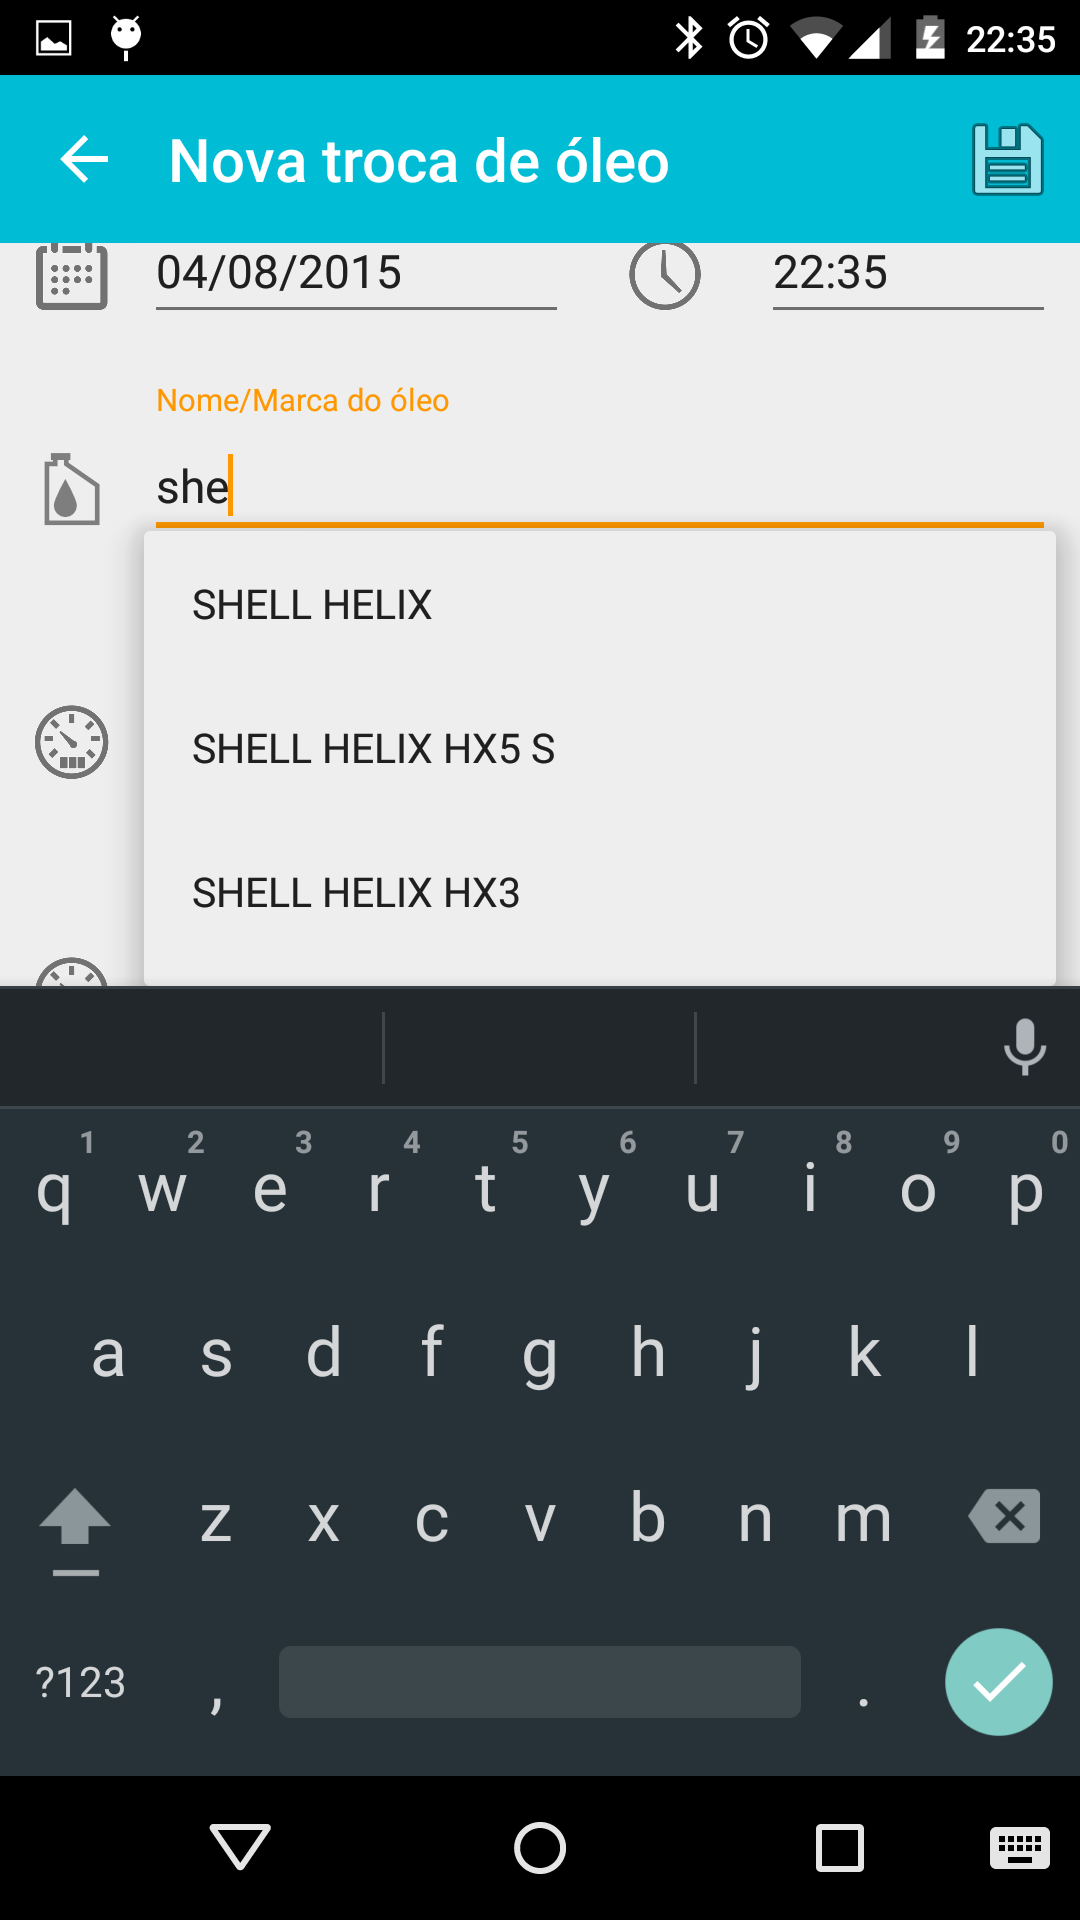 22:35
Nova troca de óleo
04/08/2015 22:35
Nome/Marca do óleo
she
SHELL HELIX
SHELL HELIX HX5 S
SHELL HELIX HX3
1 2 3 4 5 6 7 8 9 0
q w e r t y u i o p
a s d f g h j k l
z x c v b n m
?123 , .